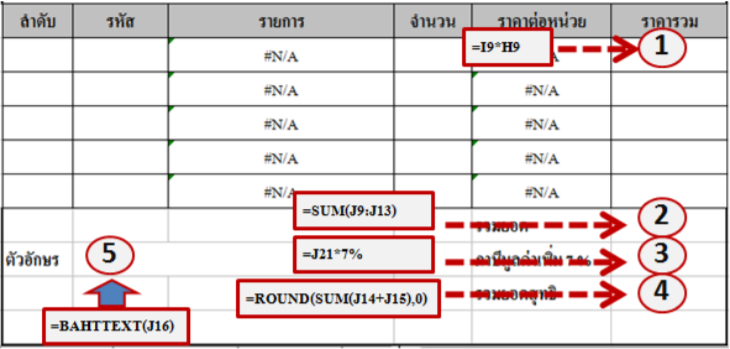 ลำดับ รหัส รายการ จำนวน ราคาต่อหน่วย ราคารวม
#N/A =I9*H9 1
#N/A #N/A
#N/A #N/A
#N/A #N/A
#N/A #N/A
=SUM(J9:J13) รวมยอด 2
ตัวอักษร 5 =J21*7% ภาษีมูลค่าเพิ่ม 7 % 3
=ROUND(SUM(J14+J15),0) รวมยอดสุทธิ 4
=BAHTTEXT(J16)